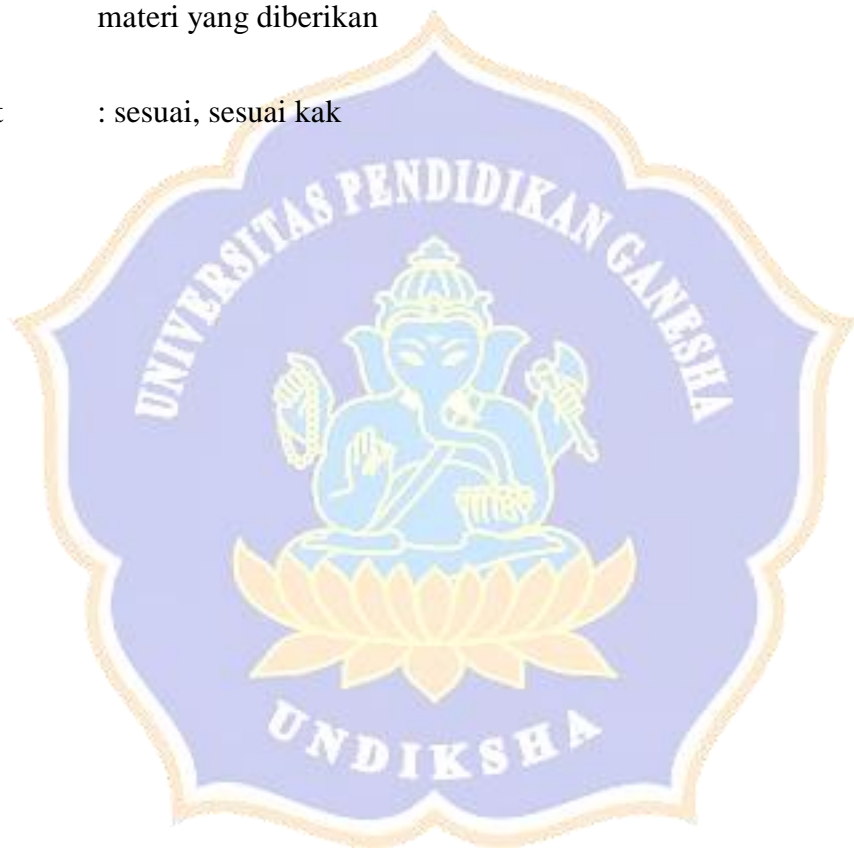 materi yang diberikan
t : sesuai, sesuai kak
UNIVERSITAS PENDIDIKAN GANESHA
UNDIKSHA